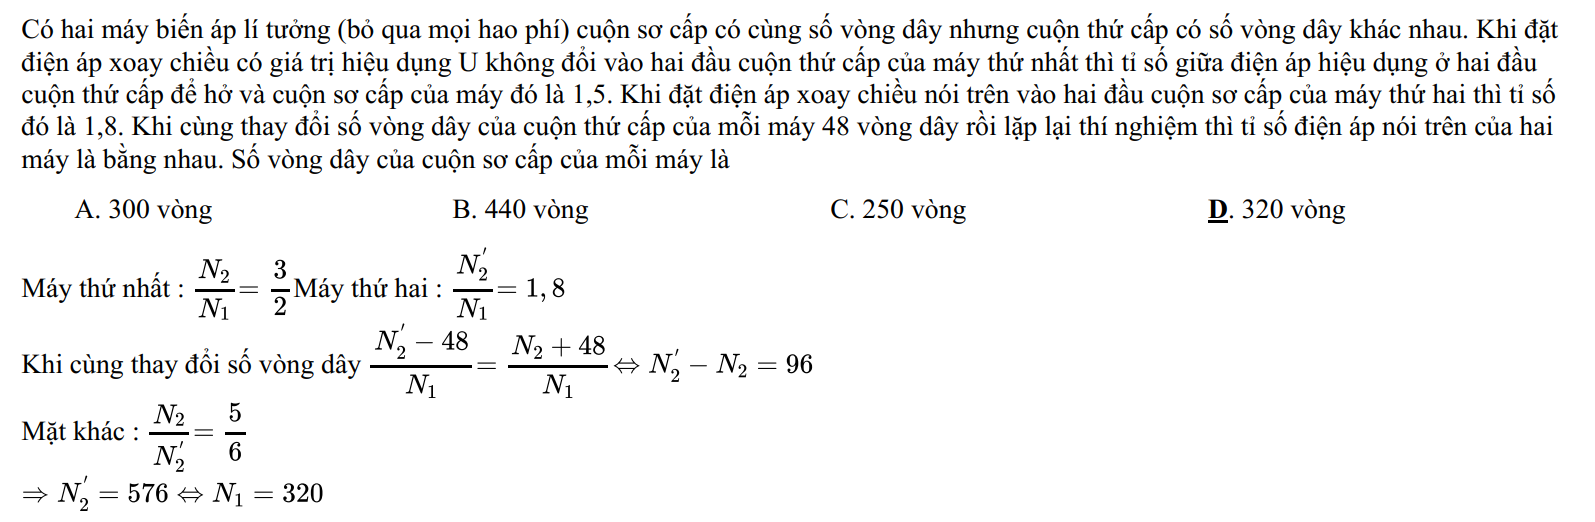 Có hai máy biến áp lí tưởng (bỏ qua mọi hao phí) cuộn sơ cấp có cùng số vòng dây nhưng cuộn thứ cấp có số vòng dây khác nhau. Khi đặt
điện áp xoay chiều có giá trị hiệu dụng U không đổi vào hai đầu cuộn thứ cấp của máy thứ nhất thì tỉ số giữa điện áp hiệu dụng ở hai đầu
cuộn thứ cấp để hở và cuộn sơ cấp của máy đó là 1,5. Khi đặt điện áp xoay chiều nói trên vào hai đầu cuộn sơ cấp của máy thứ hai thì tỉ số
đó là 1,8. Khi cùng thay đổi số vòng dây của cuộn thứ cấp của mỗi máy 48 vòng dây rồi lặp lại thí nghiệm thì tỉ số điện áp nói trên của hai
máy là bằng nhau. Số vòng dây của cuộn sơ cấp của mỗi máy là
A. 300 vòng B. 440 vòng C. 250 vòng D. 320 vòng
Máy thứ nhất : \frac{N_2}{N_1} = \frac{3}{2} Máy thứ hai : \frac{N_2'}{N_1} = 1,8
Khi cùng thay đổi số vòng dây \frac{N_2' - 48}{N_1} = \frac{N_2 + 48}{N_1} ⇔ N_2' − N_2 = 96
Mặt khác : \frac{N_2}{N_2'} = \frac{5}{6}
⇒ N_2' = 576 ⇔ N_1 = 320